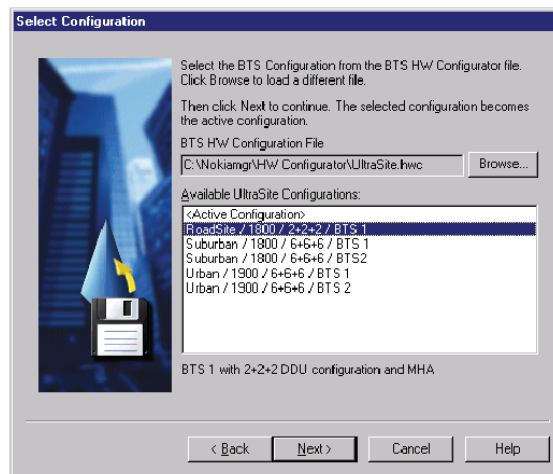 Select Configuration
Select the BTS Configuration from the BTS HW Configurator file.
Click Browse to load a different file.
Then click Next to continue. The selected configuration becomes
the active configuration.
BTS HW Configuration File
C:\Nokiamgr\HW Configurator\UltraSite.hwc
Browse...
Available UltraSite Configurations:
<Active Configuration>
RoadSite / 1800 / 2+2+2 / BTS 1
Suburban / 1800 / 6+6+6 / BTS 1
Suburban / 1800 / 6+6+6 / BTS2
Urban / 1900 / 6+6+6 / BTS 1
Urban / 1900 / 6+6+6 / BTS 2
BTS 1 with 2+2+2 DDU configuration and MHA
< Back
Next >
Cancel
Help